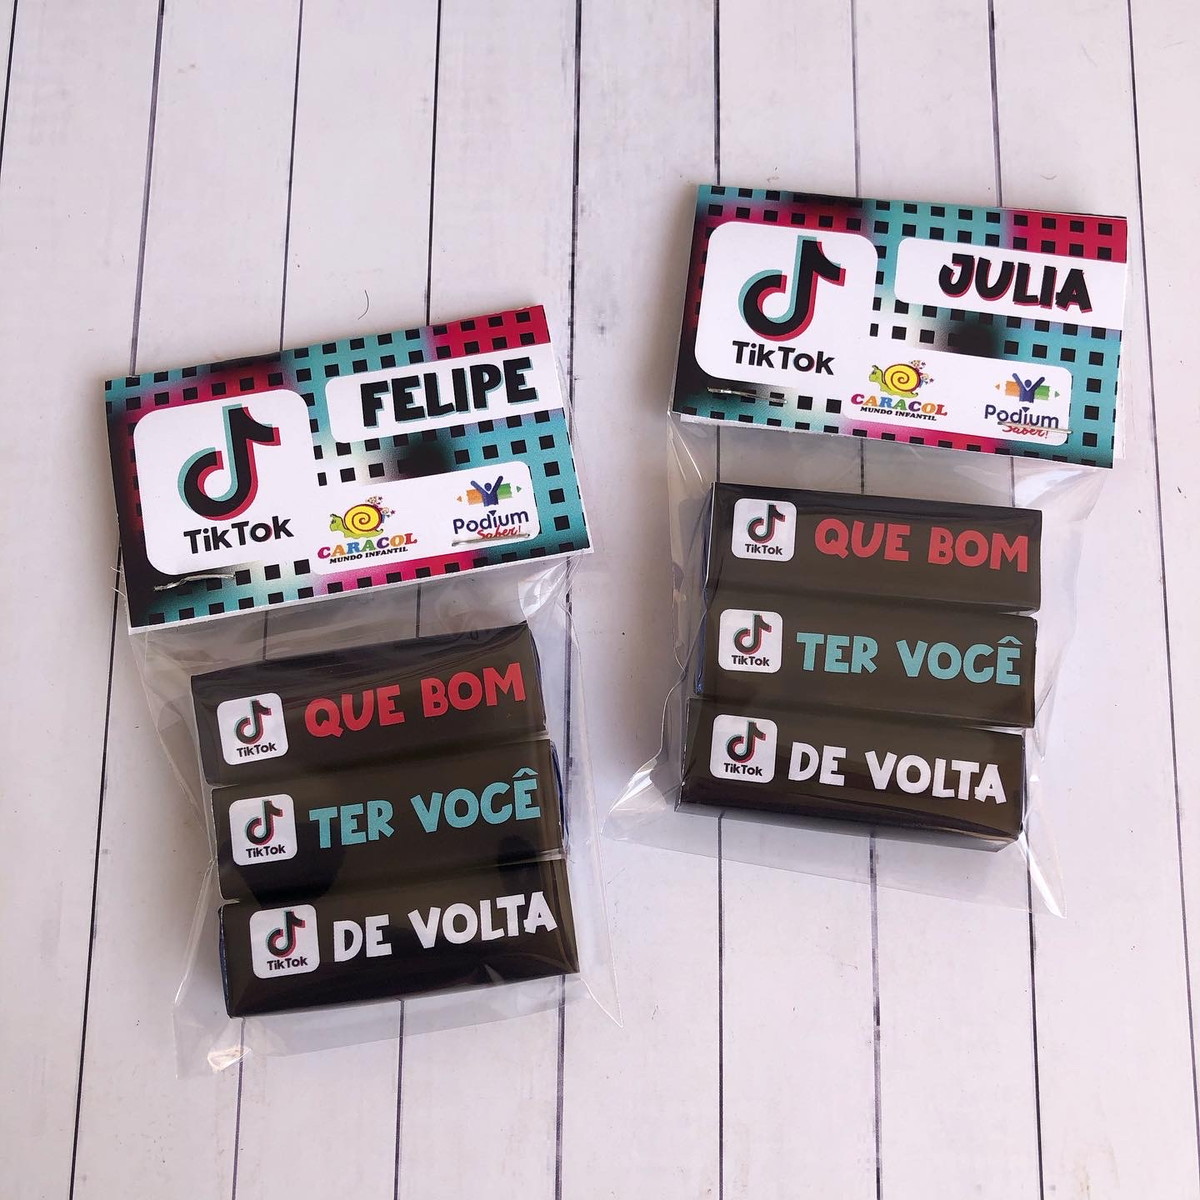 FELIPE
TikTok
CARACOL
MUNDO INFANTIL
Podium
Saber!
TikTok
QUE BOM
TikTok
TER VOCÊ
TikTok
DE VOLTA
JULIA
TikTok
CARACOL
MUNDO INFANTIL
Podium
Saber!
TikTok
QUE BOM
TikTok
TER VOCÊ
TikTok
DE VOLTA